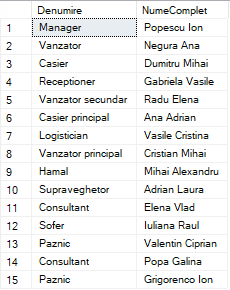 Denumire NumeComplet
1 Manager Popescu Ion
2 Vanzator Negura Ana
3 Casier Dumitru Mihai
4 Receptioner Gabriela Vasile
5 Vanzator secundar Radu Elena
6 Casier principal Ana Adrian
7 Logistician Vasile Cristina
8 Vanzator principal Cristian Mihai
9 Hamal Mihai Alexandru
10 Supraveghetor Adrian Laura
11 Consultant Elena Vlad
12 Sofer Iuliana Raul
13 Paznic Valentin Ciprian
14 Consultant Popa Galina
15 Paznic Grigorenco Ion